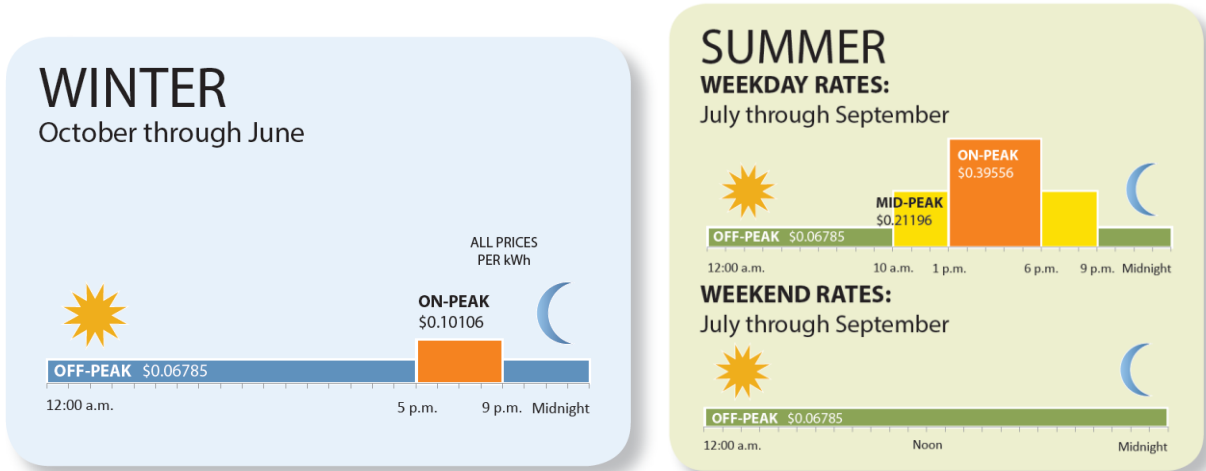 WINTER
October through June
ALL PRICES
PER kWh
ON-PEAK
$0.10106
OFF-PEAK $0.06785
12:00 a.m.
5 p.m.
9 p.m.
Midnight
SUMMER
WEEKDAY RATES:
July through September
ON-PEAK
$0.39556
MID-PEAK
$0.21196
OFF-PEAK $0.06785
12:00 a.m.
10 a.m.
1 p.m.
6 p.m.
9 p.m.
Midnight
WEEKEND RATES:
July through September
OFF-PEAK $0.06785
12:00 a.m.
Noon
Midnight